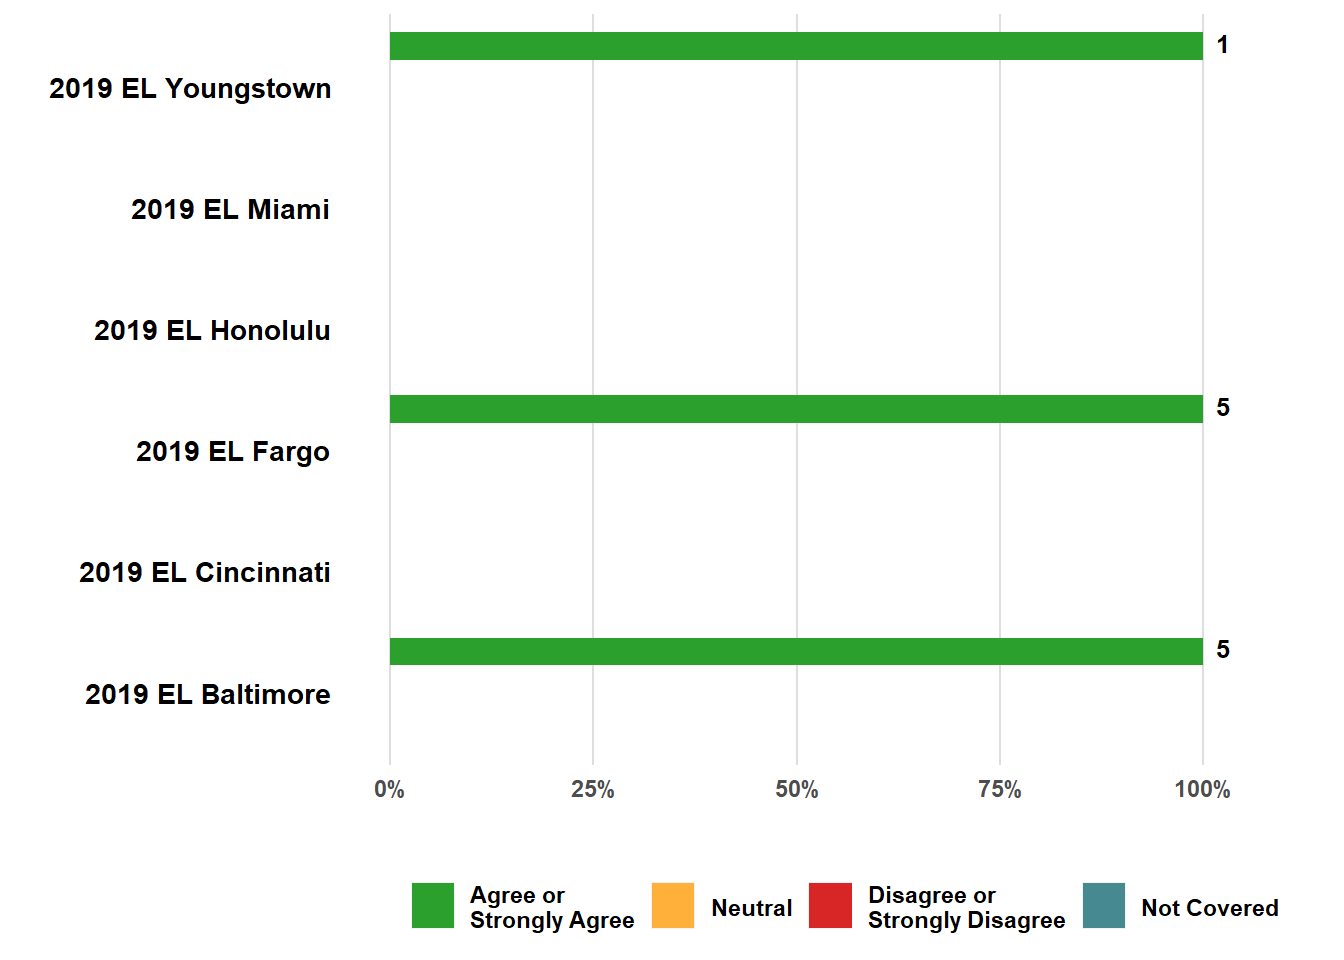 1
2019 EL Youngstown
2019 EL Miami
2019 EL Honolulu
5
2019 EL Fargo
2019 EL Cincinnati
5
2019 EL Baltimore
0% 25% 50% 75% 100%
Agree or
Strongly Agree
Neutral
Disagree or
Strongly Disagree
Not Covered